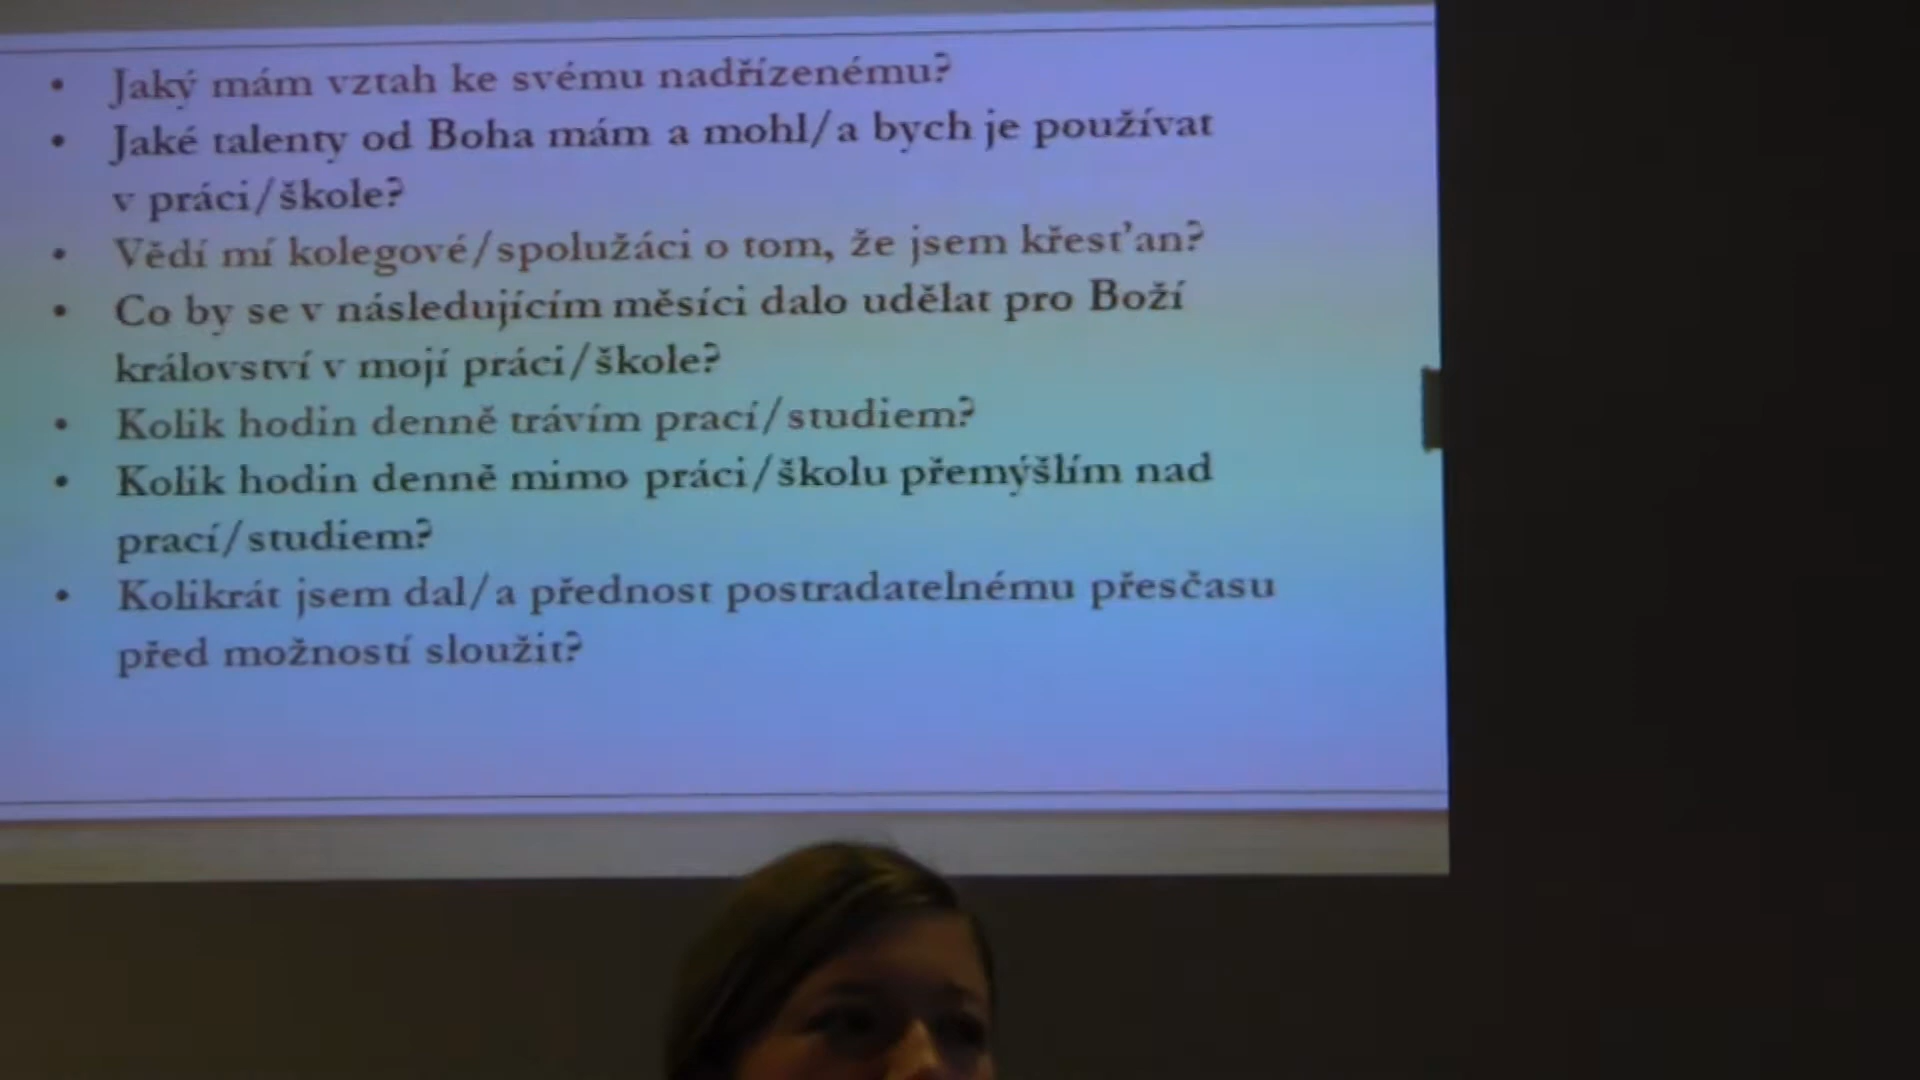 • Jaký mám vztah ke svému nadřízenému?
• Jaké talenty od Boha mám a mohl/a bych je používat
v práci/škole?
• Vědí mí kolegové/spolužáci o tom, že jsem křesťan?
• Co by se v následujícím měsíci dalo udělat pro Boží
království v mojí práci/škole?
• Kolik hodin denně trávím prací/studiem?
• Kolik hodin denně mimo práci/školu přemýšlím nad
prací/studiem?
• Kolikrát jsem dal/a přednost postradatelnému přesčasu
před možností sloužit?